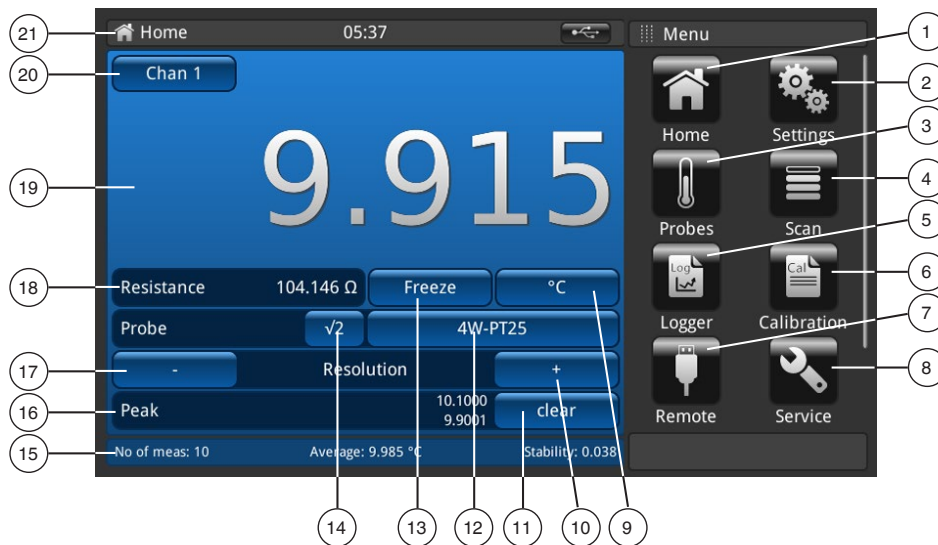 21 Home 05:37 Menu 1
20 Chan 1 2
Home Settings 3
19 9.915 4
Probes Scan 5
Log Cal 6
18 Resistance 104.146 Ω Freeze °C
Logger Calibration 7
Probe √2 4W-PT25
17 - Resolution + 8
16 Peak 10.1000 clear
9.9001
Remote Service
15 No of meas: 10 Average: 9.985 °C Stability: 0.038
14 13 12 11 10 9